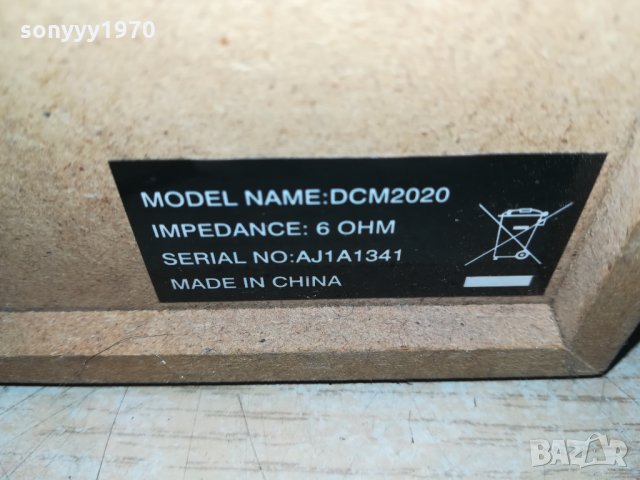 sonyyy1970
MODEL NAME:DCM2020
IMPEDANCE: 6 OHM
SERIAL NO:AJ1A1341
MADE IN CHINA
BAZAR